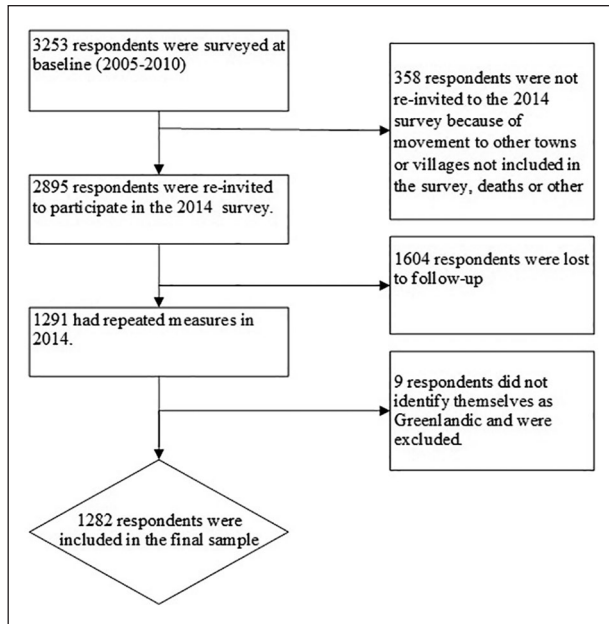 3253 respondents were surveyed at
baseline (2005-2010)
358 respondents were not
re-invited to the 2014
survey because of
movement to other towns
or villages not included in
the survey, deaths or other
2895 respondents were re-invited
to participate in the 2014 survey.
1604 respondents were lost
to follow-up
1291 had repeated measures in
2014.
9 respondents did not
identify themselves as
Greenlandic and were
excluded.
1282 respondents were
included in the final sample